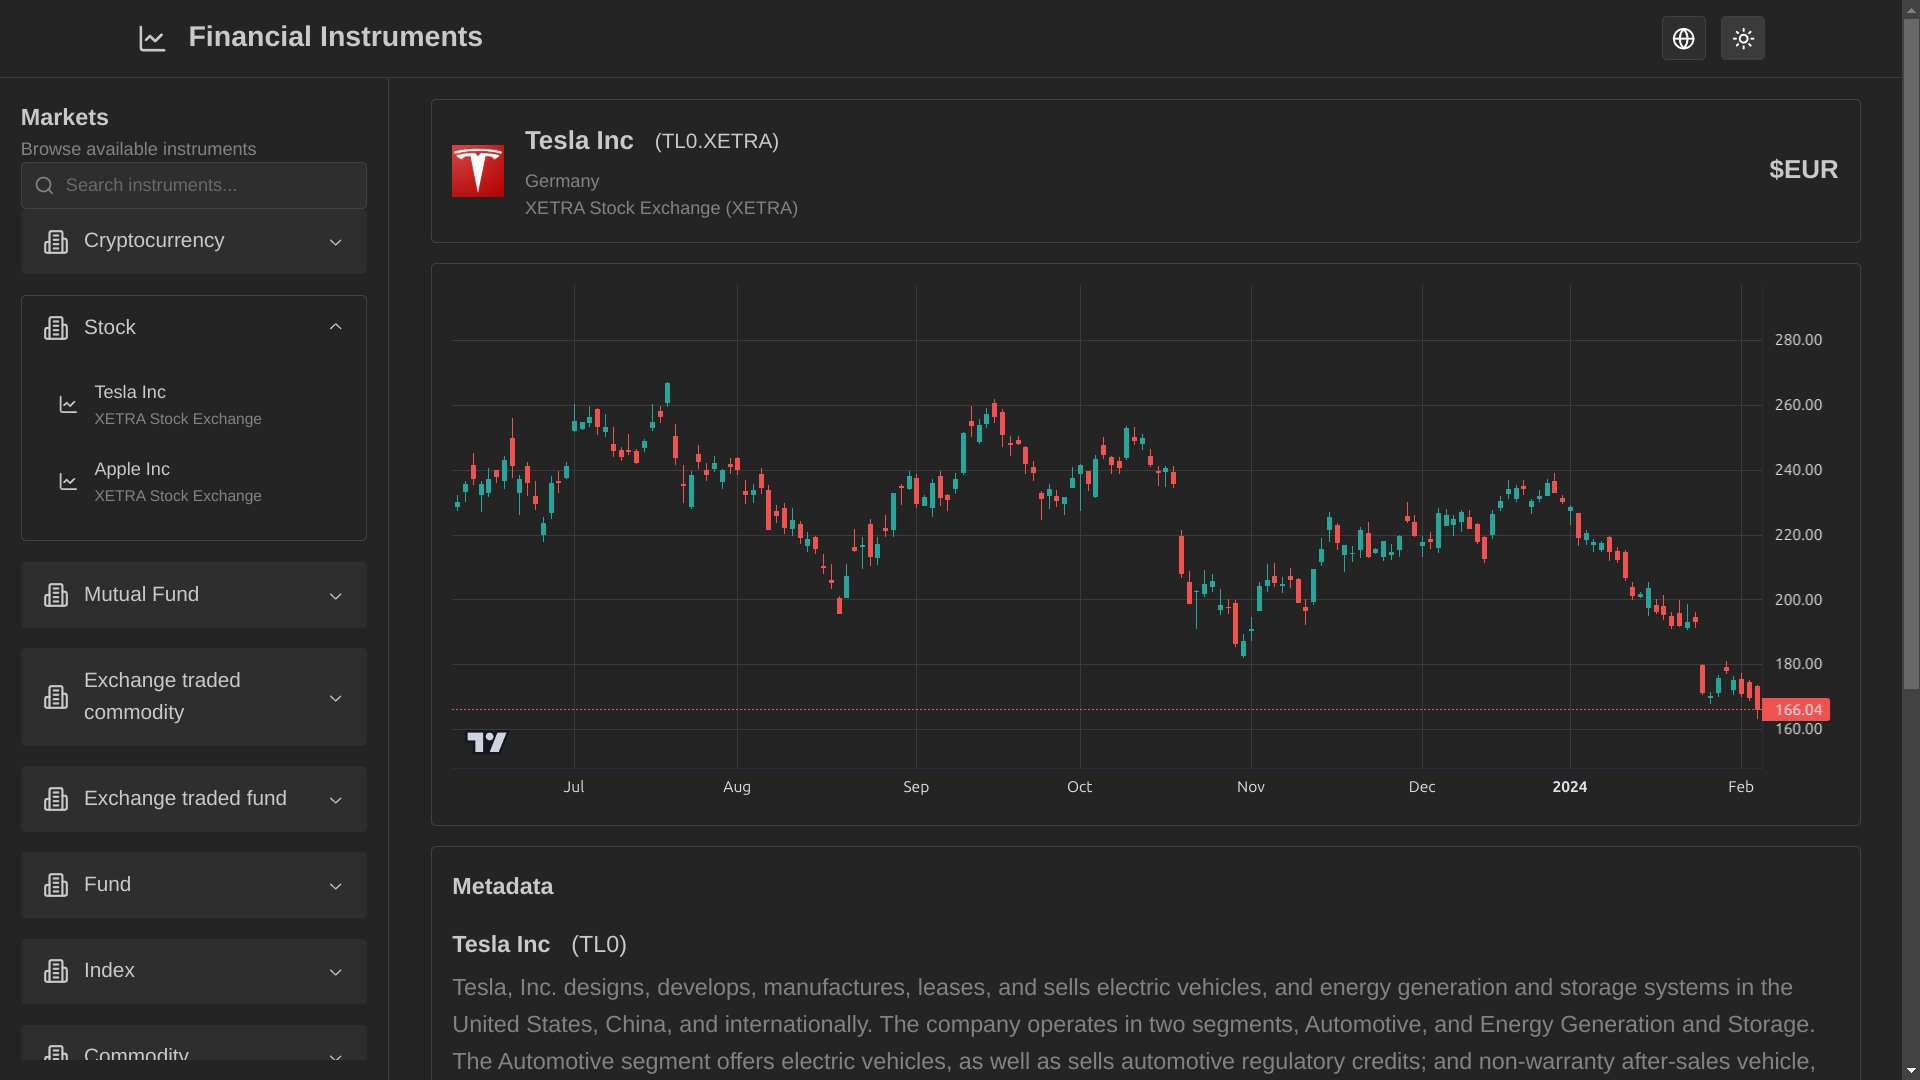 Financial Instruments
Markets
Browse available instruments
Search instruments...
Cryptocurrency
Stock
Tesla Inc
XETRA Stock Exchange
Apple Inc
XETRA Stock Exchange
Mutual Fund
Exchange traded
commodity
Exchange traded fund
Fund
Index
Commodity
Tesla Inc (TL0.XETRA)
Germany
XETRA Stock Exchange (XETRA)
$EUR
280.00
260.00
240.00
220.00
200.00
180.00
166.04
160.00
Jul Aug Sep Oct Nov Dec 2024 Feb
Metadata
Tesla Inc (TL0)
Tesla, Inc. designs, develops, manufactures, leases, and sells electric vehicles, and energy generation and storage systems in the
United States, China, and internationally. The company operates in two segments, Automotive, and Energy Generation and Storage.
The Automotive segment offers electric vehicles, as well as sells automotive regulatory credits; and non-warranty after-sales vehicle,